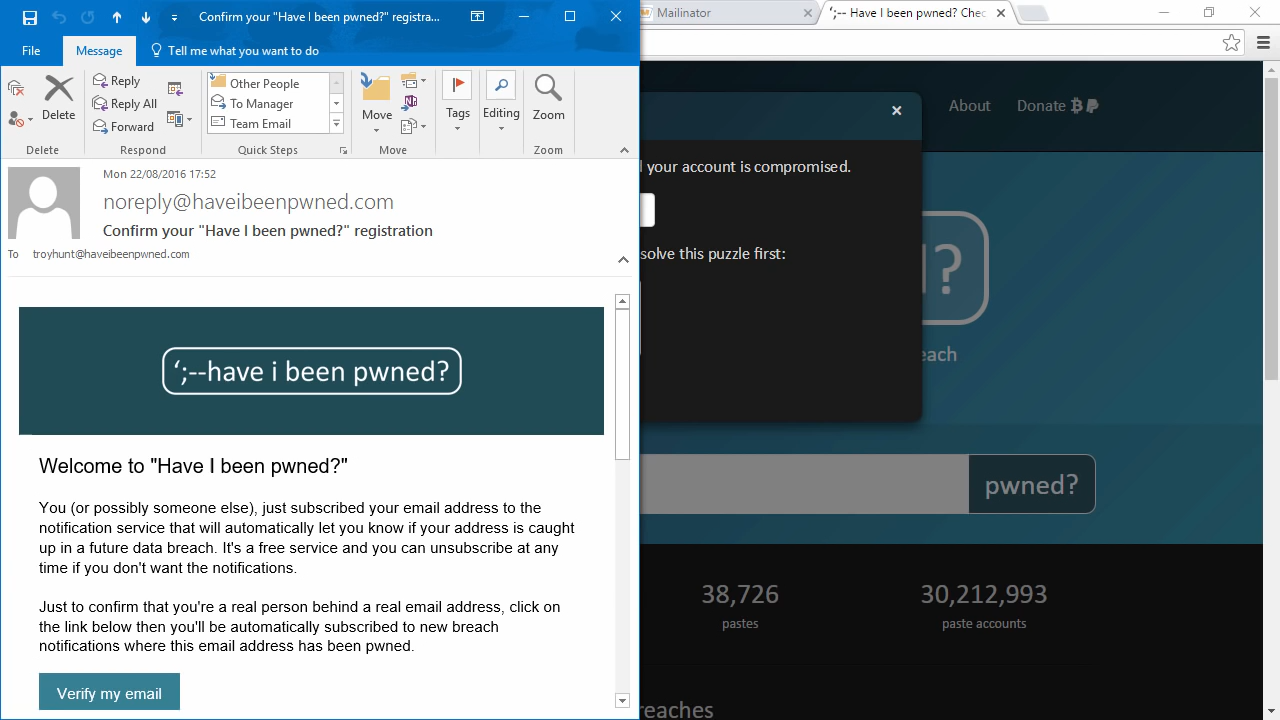 Confirm your "Have I been pwned?" registra...
File
Message
Tell me what you want to do
Delete
Reply
Reply All
Forward
Other People
To Manager
Team Email
Move
Tags
Editing
Zoom
Delete
Respond
Quick Steps
Move
Zoom
Mon 22/08/2016 17:52
noreply@haveibeenpwned.com
Confirm your "Have I been pwned?" registration
To troyhunt@haveibeenpwned.com
‘;--have i been pwned?
Welcome to "Have I been pwned?"
You (or possibly someone else), just subscribed your email address to the
notification service that will automatically let you know if your address is caught
up in a future data breach. It's a free service and you can unsubscribe at any
time if you don't want the notifications.
Just to confirm that you're a real person behind a real email address, click on
the link below then you'll be automatically subscribed to new breach
notifications where this email address has been pwned.
Verify my email
Mailinator
‘;-- Have I been pwned? Chec
About
Donate
your account is compromised.
solve this puzzle first:
?
each
pwned?
38,726
pastes
30,212,993
paste accounts
reaches